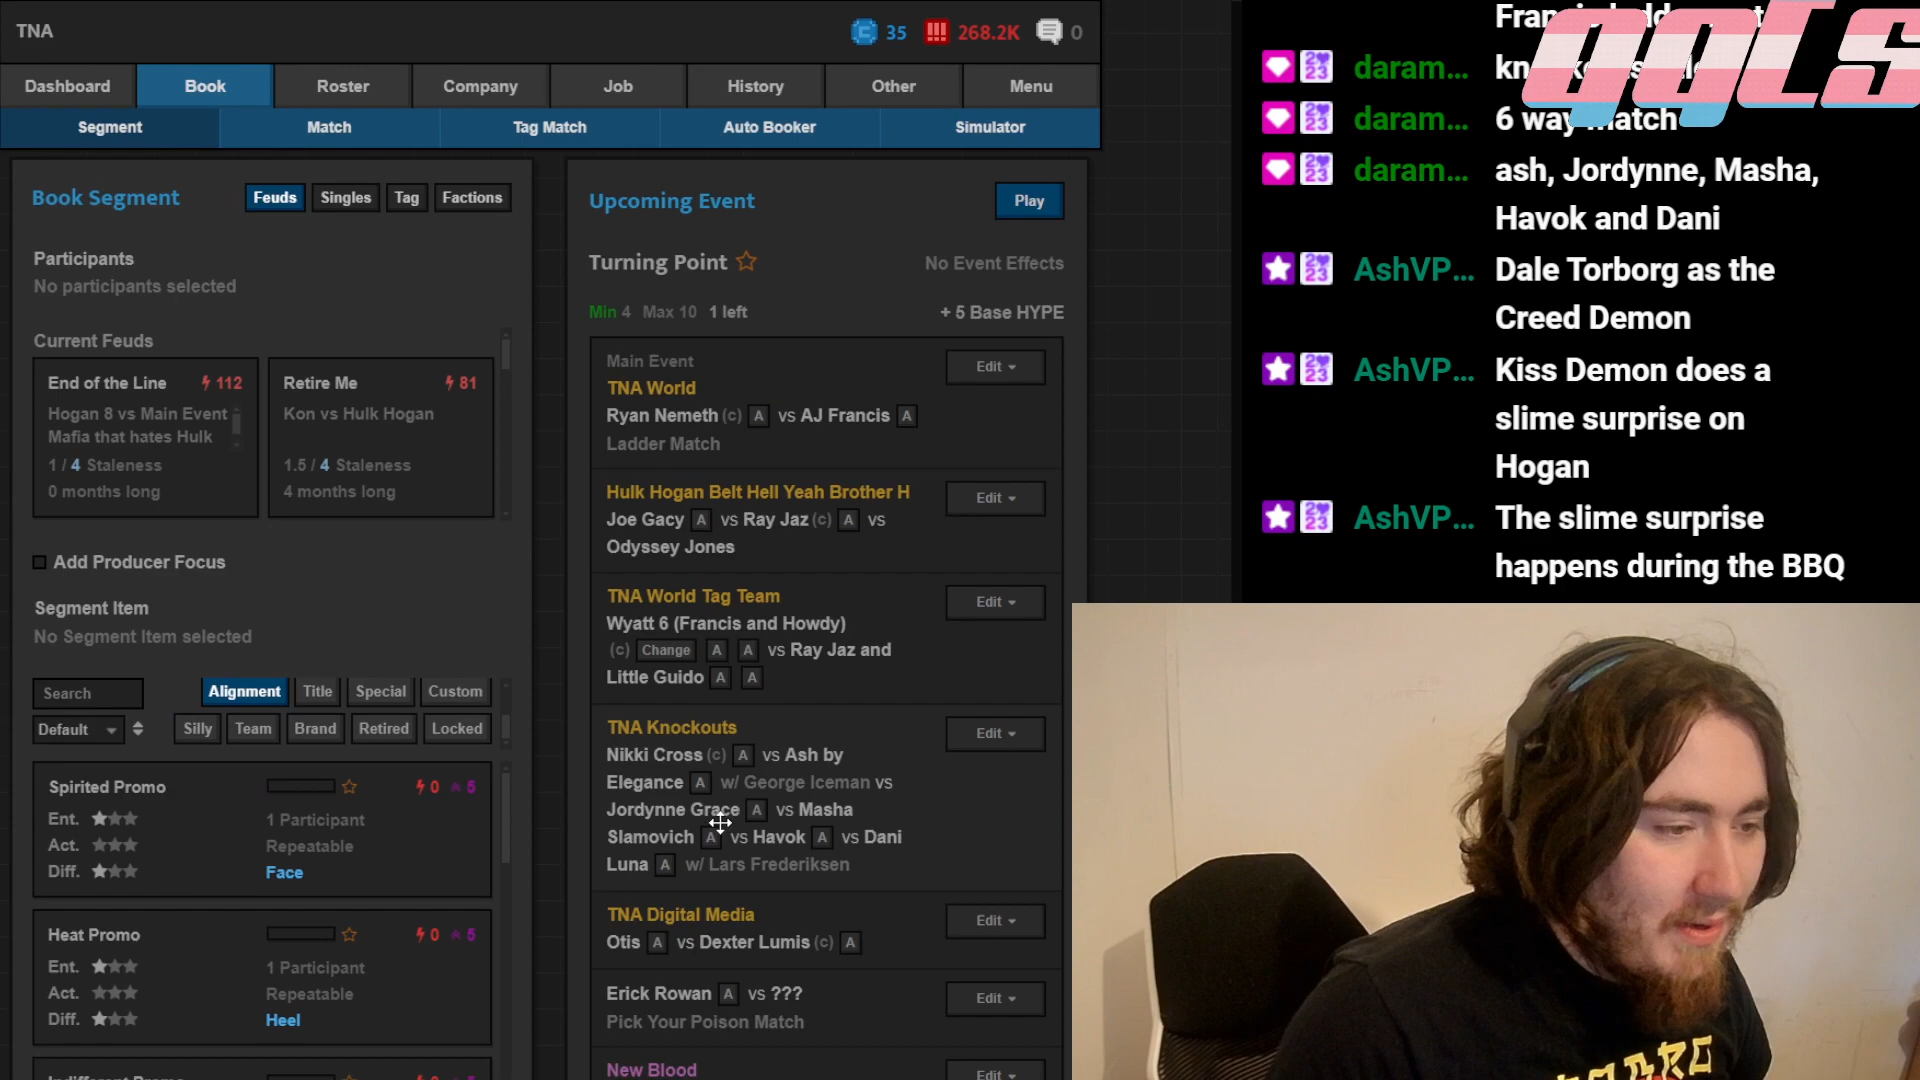 TNA
35
268.2K
0
Dashboard
Book
Roster
Company
Job
History
Other
Menu
Segment
Match
Tag Match
Auto Booker
Simulator
Book Segment
Feuds
Singles
Tag
Factions
Participants
No participants selected
Current Feuds
End of the Line
112
Hogan 8 vs Main Event
Mafia that hates Hulk
1 / 4 Staleness
0 months long
Retire Me
81
Kon vs Hulk Hogan
1.5 / 4 Staleness
4 months long
Add Producer Focus
Segment Item
No Segment Item selected
Search
Alignment
Title
Special
Custom
Default
Silly
Team
Brand
Retired
Locked
Spirited Promo
0
5
Ent.
1 Participant
Act.
Repeatable
Diff.
Face
Heat Promo
0
5
Ent.
1 Participant
Act.
Repeatable
Diff.
Heel
Upcoming Event
Play
Turning Point
No Event Effects
Min 4 Max 10 1 left
+ 5 Base HYPE
Main Event
Edit
TNA World
Ryan Nemeth (c) A vs AJ Francis A
Ladder Match
Hulk Hogan Belt Hell Yeah Brother H
Edit
Joe Gacy A vs Ray Jaz (c) A vs
Odyssey Jones
TNA World Tag Team
Edit
Wyatt 6 (Francis and Howdy)
(c) Change A A vs Ray Jaz and
Little Guido A A
TNA Knockouts
Edit
Nikki Cross (c) A vs Ash by
Elegance A w/ George Iceman vs
Jordynne Grace A vs Masha
Slamovich A vs Havok A vs Dani
Luna A w/ Lars Frederiksen
TNA Digital Media
Edit
Otis A vs Dexter Lumis (c) A
Erick Rowan A vs ???
Edit
Pick Your Poison Match
New Blood
Edit
daram...
daram... 6 way match
daram... ash, Jordynne, Masha,
Havok and Dani
AshVP... Dale Torborg as the
Creed Demon
AshVP... Kiss Demon does a
slime surprise on
Hogan
AshVP... The slime surprise
happens during the BBQ